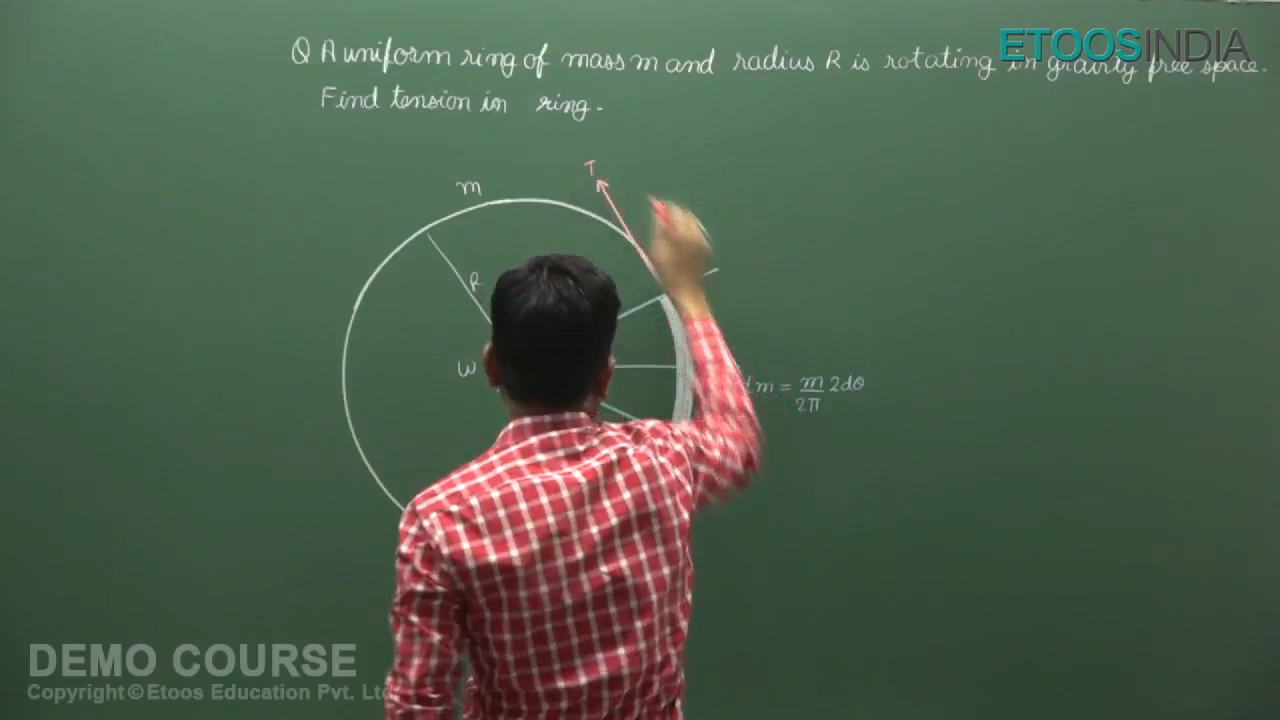 Q A uniform ring of mass m and radius R is rotating in gravity free space.
Find tension in ring.
ETOOSINDIA
T
m
R
ω
dm = m/2π 2dθ
DEMO COURSE
Copyright © Etoos Education Pvt. Lt